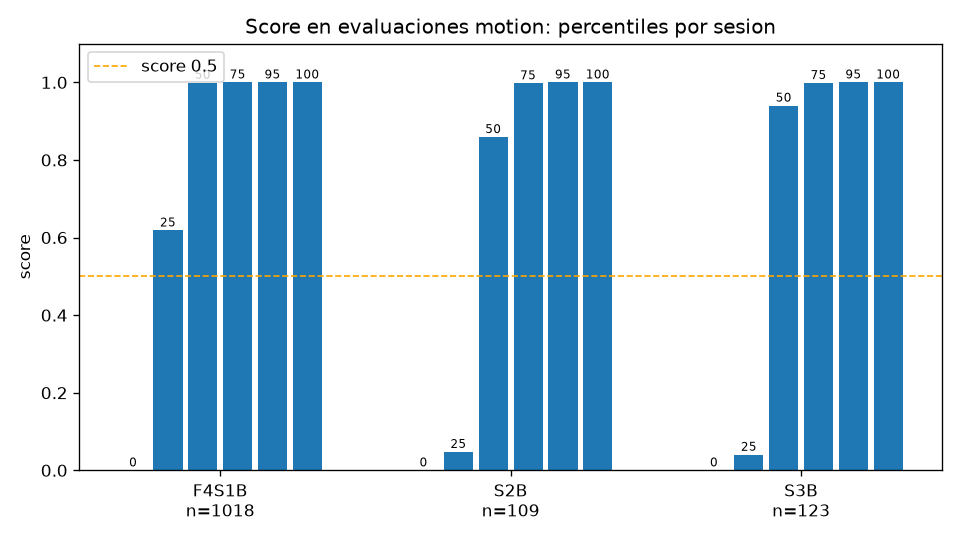 Score en evaluaciones motion: percentiles por sesion
score 0.5
score
1.0
0.8
0.6
0.4
0.2
0.0
0 25 50 75 95 100
0 25 50 75 95 100
0 25 50 75 95 100
F4S1B
n=1018
S2B
n=109
S3B
n=123